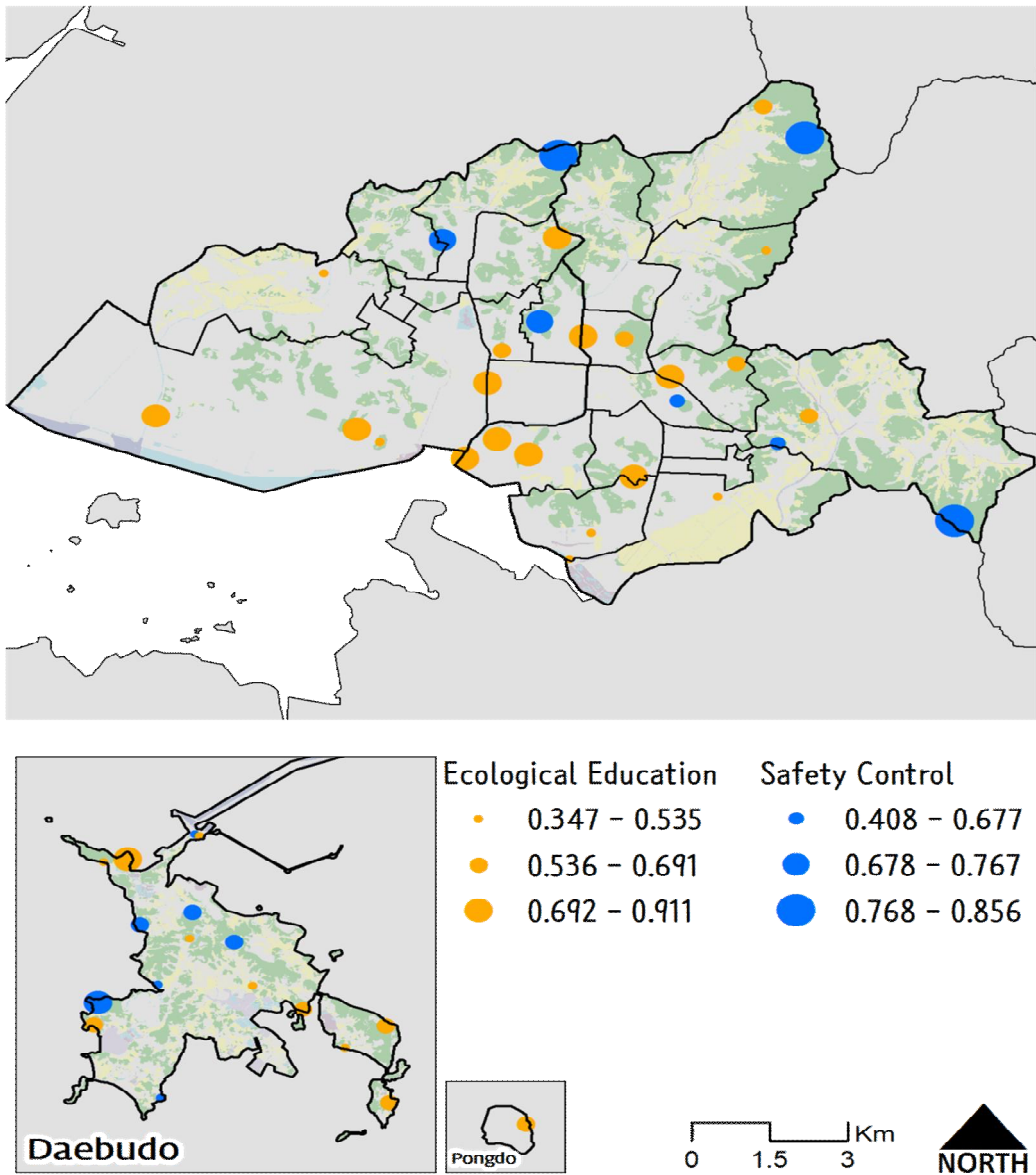 Ecological Education Safety Control
0.347 – 0.535 0.408 – 0.677
0.536 – 0.691 0.678 – 0.767
0.692 – 0.911 0.768 – 0.856
Daebudo
Pongdo
Km
0 1.5 3
NORTH